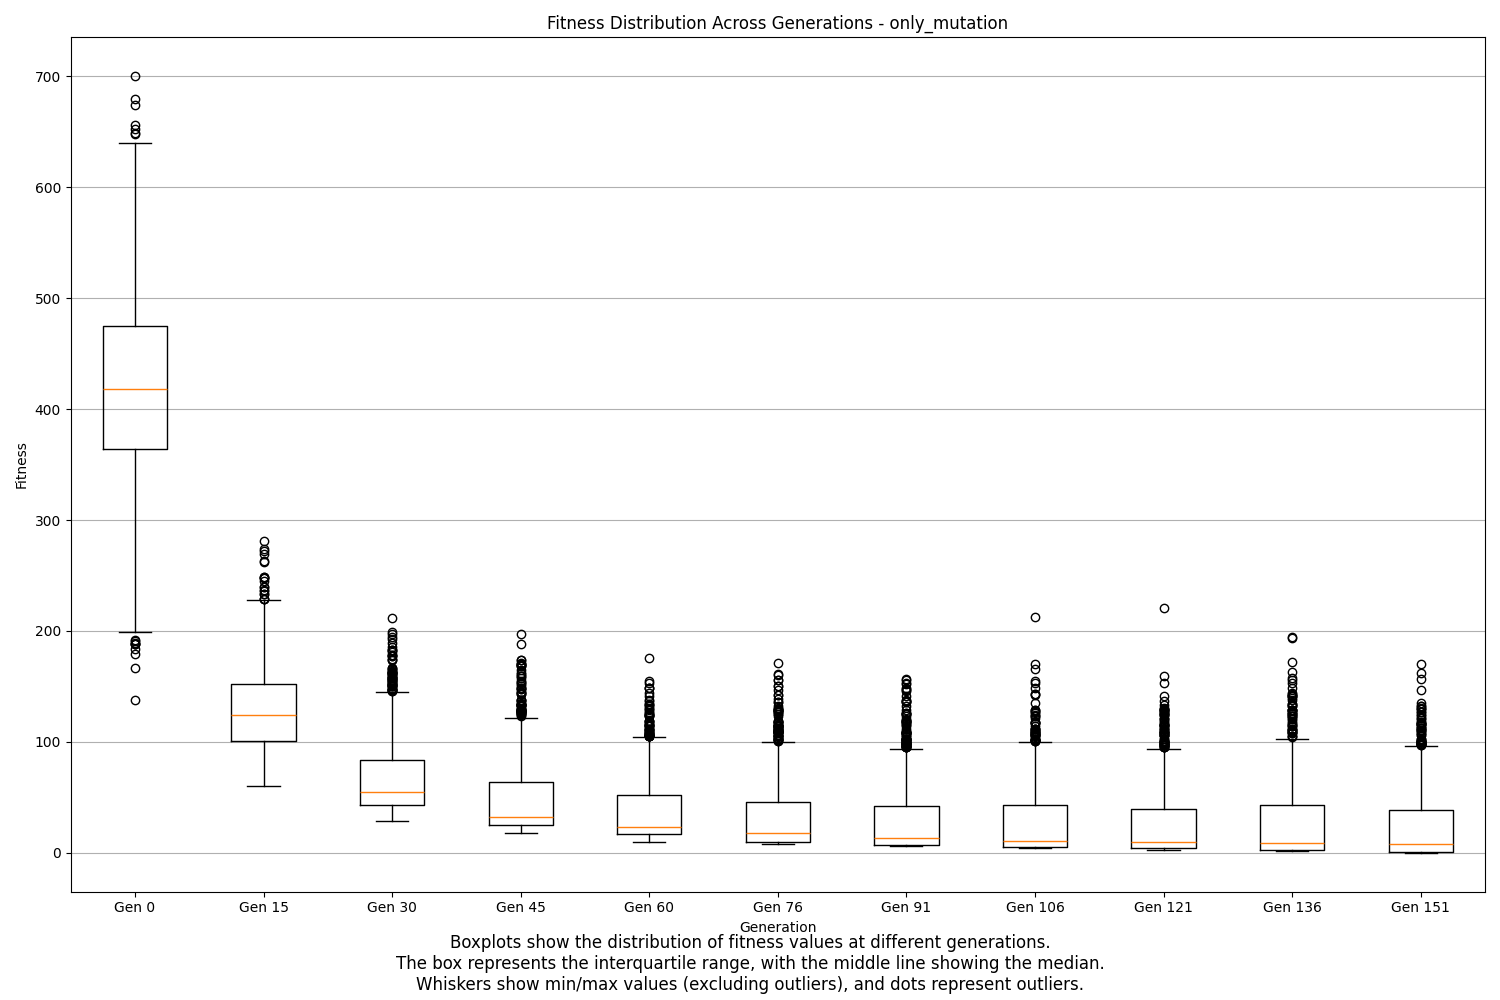 Fitness Distribution Across Generations - only_mutation
700
600
500
400
300
200
100
0
Fitness
Gen 0
Gen 15
Gen 30
Gen 45
Gen 60
Gen 76
Gen 91
Gen 106
Gen 121
Gen 136
Gen 151
Generation
Boxplots show the distribution of fitness values at different generations.
The box represents the interquartile range, with the middle line showing the median.
Whiskers show min/max values (excluding outliers), and dots represent outliers.